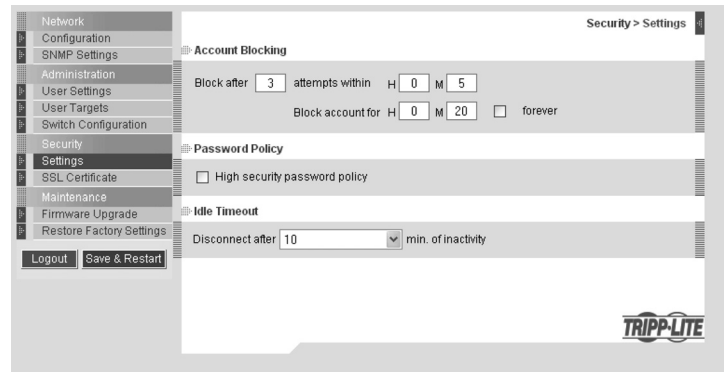 Network
Configuration
SNMP Settings
Administration
User Settings
User Targets
Switch Configuration
Security
Settings
SSL Certificate
Maintenance
Firmware Upgrade
Restore Factory Settings
Logout Save & Restart
Security > Settings
Account Blocking
Block after 3 attempts within H 0 M 5
Block account for H 0 M 20 forever
Password Policy
High security password policy
Idle Timeout
Disconnect after 10 min. of inactivity
TRIPP·LITE